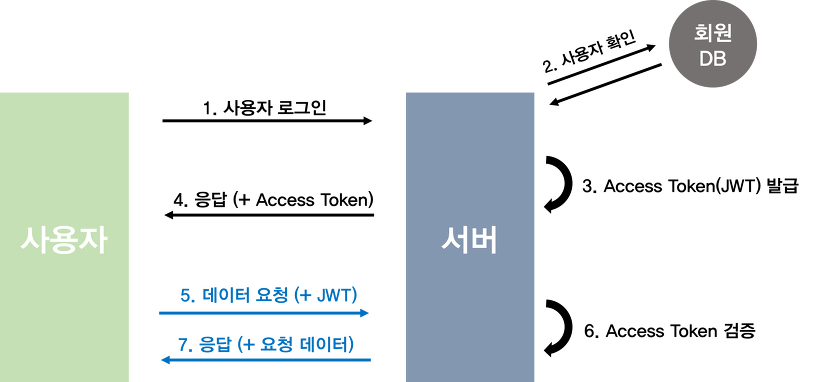 회원
DB
2. 사용자 확인
1. 사용자 로그인
3. Access Token(JWT) 발급
4. 응답 (+ Access Token)
사용자
서버
5. 데이터 요청 (+ JWT)
6. Access Token 검증
7. 응답 (+ 요청 데이터)